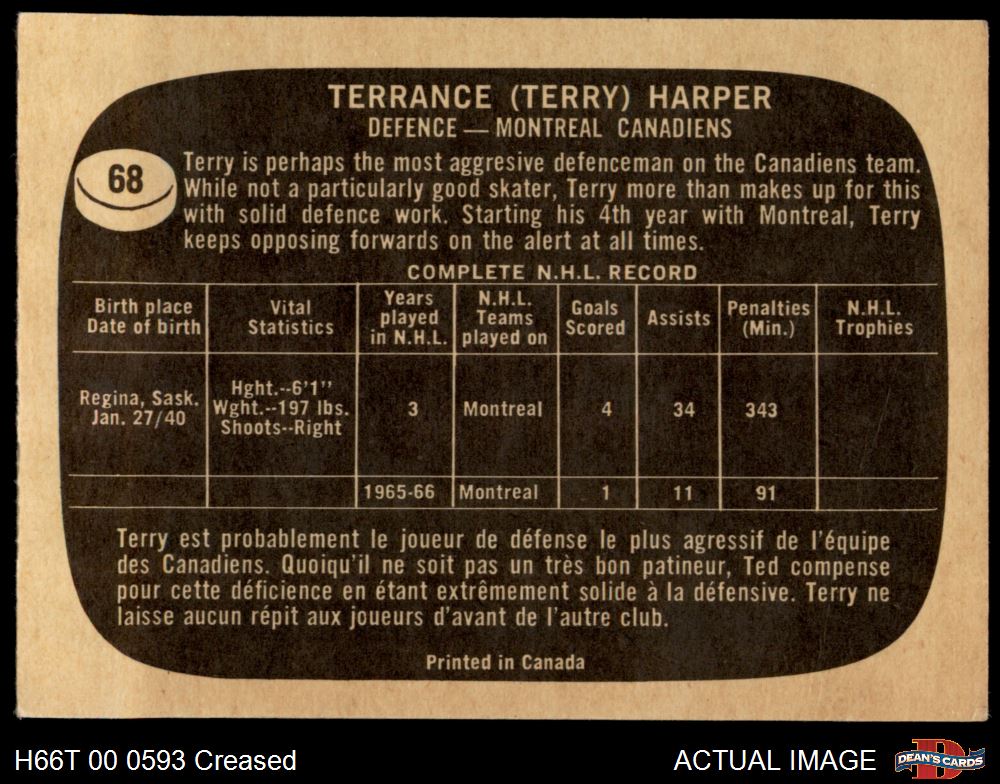 TERRANCE (TERRY) HARPER
DEFENCE — MONTREAL CANADIENS
68
Terry is perhaps the most aggresive defenceman on the Canadiens team.
While not a particularly good skater, Terry more than makes up for this
with solid defence work. Starting his 4th year with Montreal, Terry
keeps opposing forwards on the alert at all times.
COMPLETE N.H.L. RECORD
Birth place
Date of birth
Vital
Statistics
Years
played
in N.H.L.
N.H.L.
Teams
played on
Goals
Scored
Assists
Penalties
(Min.)
N.H.L.
Trophies
Regina, Sask.
Jan. 27/40
Hght.--6'1''
Wght.--197 lbs.
Shoots--Right
3
Montreal
4
34
343
1965-66
Montreal
1
11
91
Terry est probablement le joueur de défense le plus agressif de l'équipe
des Canadiens. Quoiqu'il ne soit pas un très bon patineur, Ted compense
pour cette déficience en étant extrêmement solide à la défensive. Terry ne
laisse aucun répit aux joueurs d'avant de l'autre club.
Printed in Canada
H66T 00 0593 Creased
ACTUAL IMAGE
D
DEAN'S CARDS